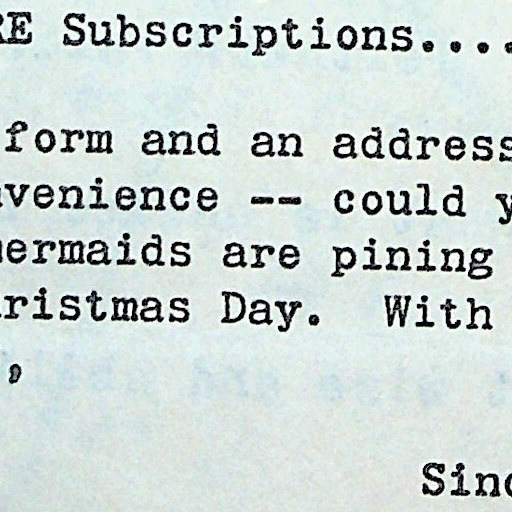 RE Subscriptions....
form and an address
venience -- could y
ermaids are pining
ristmas Day.  With
,
Sinc